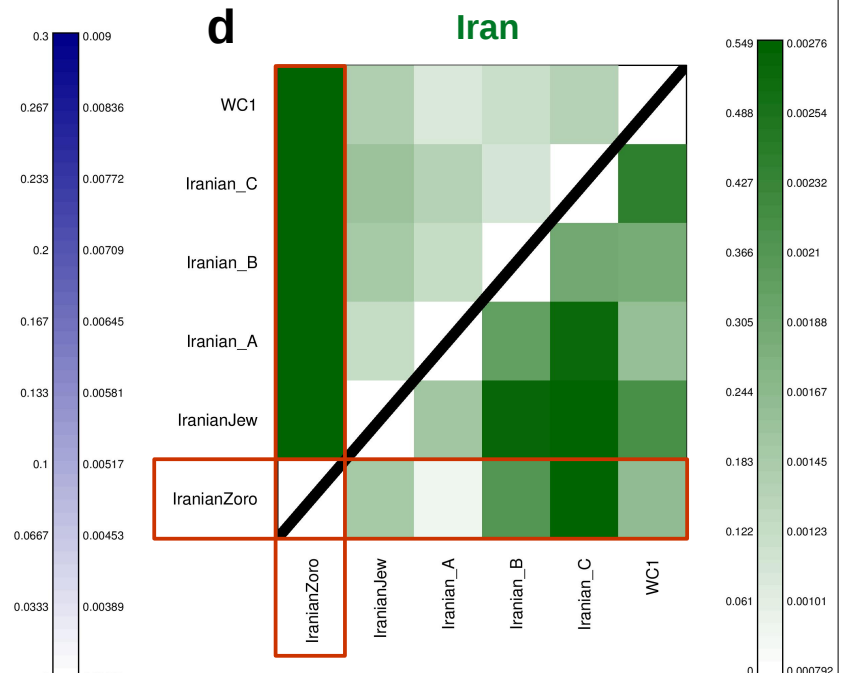 d
Iran
0.3 0.009
0.267 0.00836
0.233 0.00772
0.2 0.00709
0.167 0.00645
0.133 0.00581
0.1 0.00517
0.0667 0.00453
0.0333 0.00389
WC1
Iranian_C
Iranian_B
Iranian_A
IranianJew
IranianZoro
IranianZoro
IranianJew
Iranian_A
Iranian_B
Iranian_C
WC1
0.549 0.00276
0.488 0.00254
0.427 0.00232
0.366 0.0021
0.305 0.00188
0.244 0.00167
0.183 0.00145
0.122 0.00123
0.061 0.00101
0 0.000792